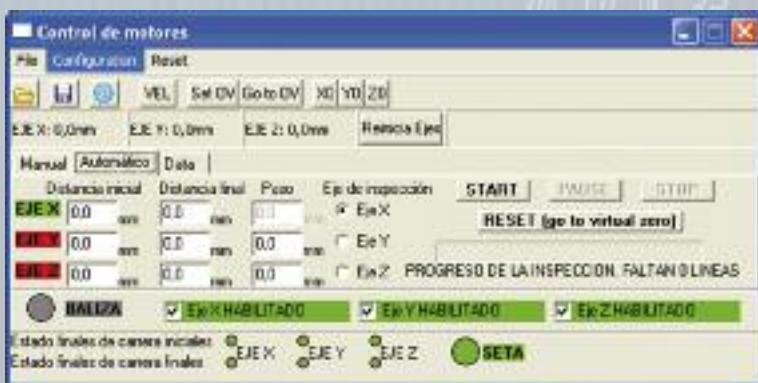 Control de motores
File Configuration Reset
VEL Set OV Go to OV X0 Y0 Z0
EJE X: 0,0mm EJE Y: 0,0mm EJE Z: 0,0mm Reinicia Ejes
Manual Automático Data
Distancia inicial Distancia final Paso Eje de inspección START PAUSE STOP
EJE X 0.0 mm 0.0 mm 0.0 mm Eje X
RESET (go to virtual zero)
EJE Y 0.0 mm 0.0 mm 0.0 mm Eje Y
EJE Z 0.0 mm 0.0 mm 0.0 mm Eje Z PROGRESO DE LA INSPECCION. FALTAN 0 LINEAS
BALIZA Eje X HABILITADO Eje Y HABILITADO Eje Z HABILITADO
Estado finales de carrera iniciales
Estado finales de carrera finales
EJE X EJE Y EJE Z SETA